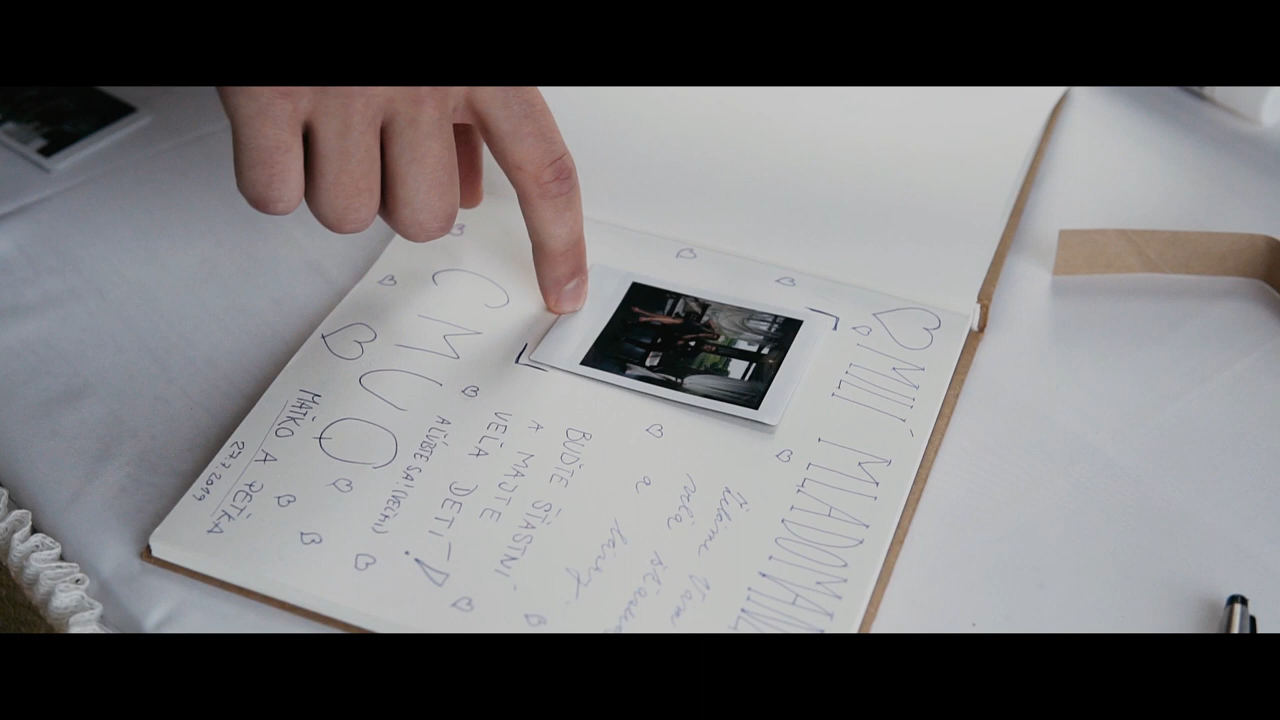 MILÍ MLADOMANŽ
Želáme Vám
veľa šťastia
a lásky.
BUĎTE ŠŤASTNÍ
A MAJTE
VEĽA DETÍ
A ĽÚBTE SA!
CMUQ
MAŤKO A PEŤKA
27.7.2019